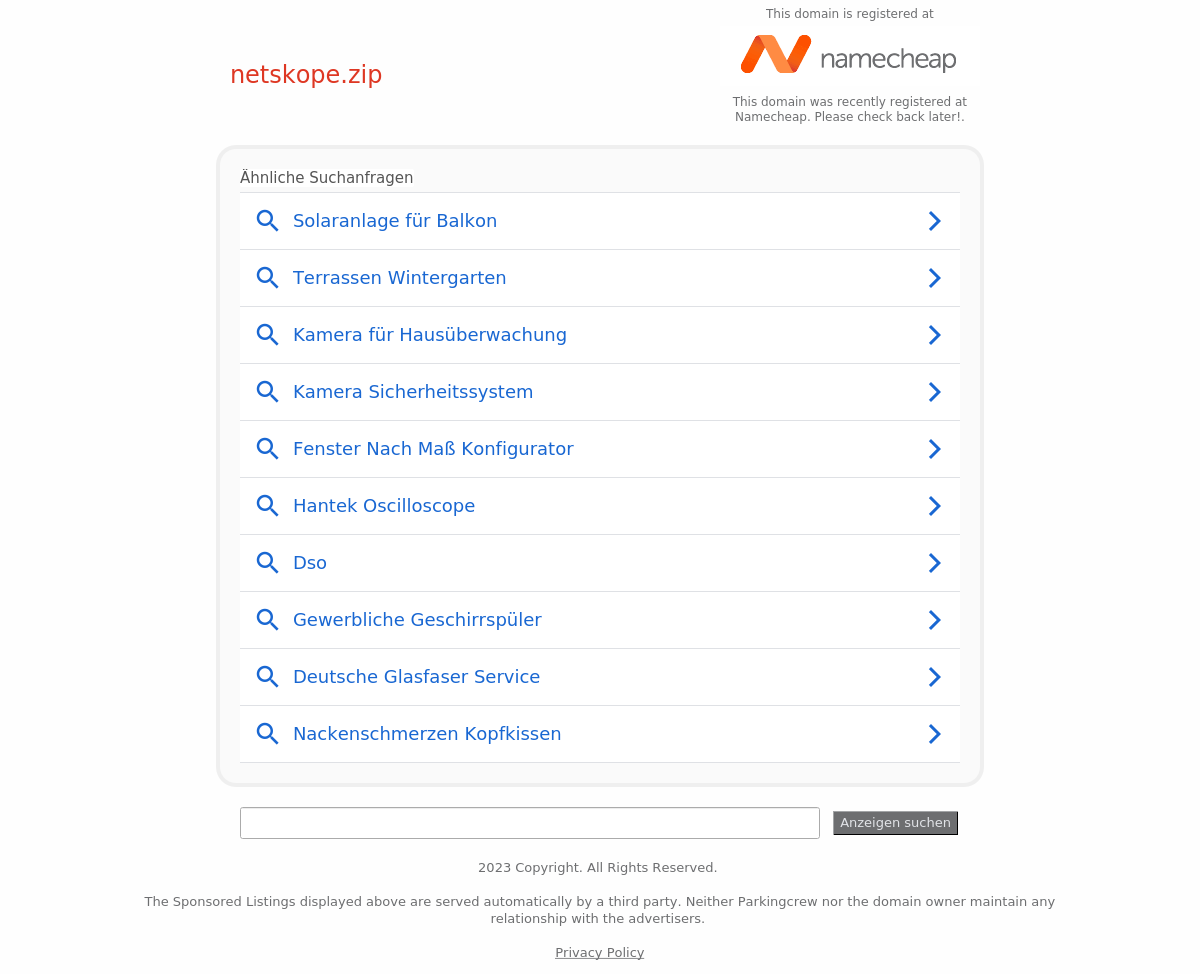 This domain is registered at
namecheap
netskope.zip
This domain was recently registered at
Namecheap. Please check back later!.
Ähnliche Suchanfragen
Solaranlage für Balkon
Terrassen Wintergarten
Kamera für Hausüberwachung
Kamera Sicherheitssystem
Fenster Nach Maß Konfigurator
Hantek Oscilloscope
Dso
Gewerbliche Geschirrspüler
Deutsche Glasfaser Service
Nackenschmerzen Kopfkissen
Anzeigen suchen
2023 Copyright. All Rights Reserved.
The Sponsored Listings displayed above are served automatically by a third party. Neither Parkingcrew nor the domain owner maintain any
relationship with the advertisers.
Privacy Policy